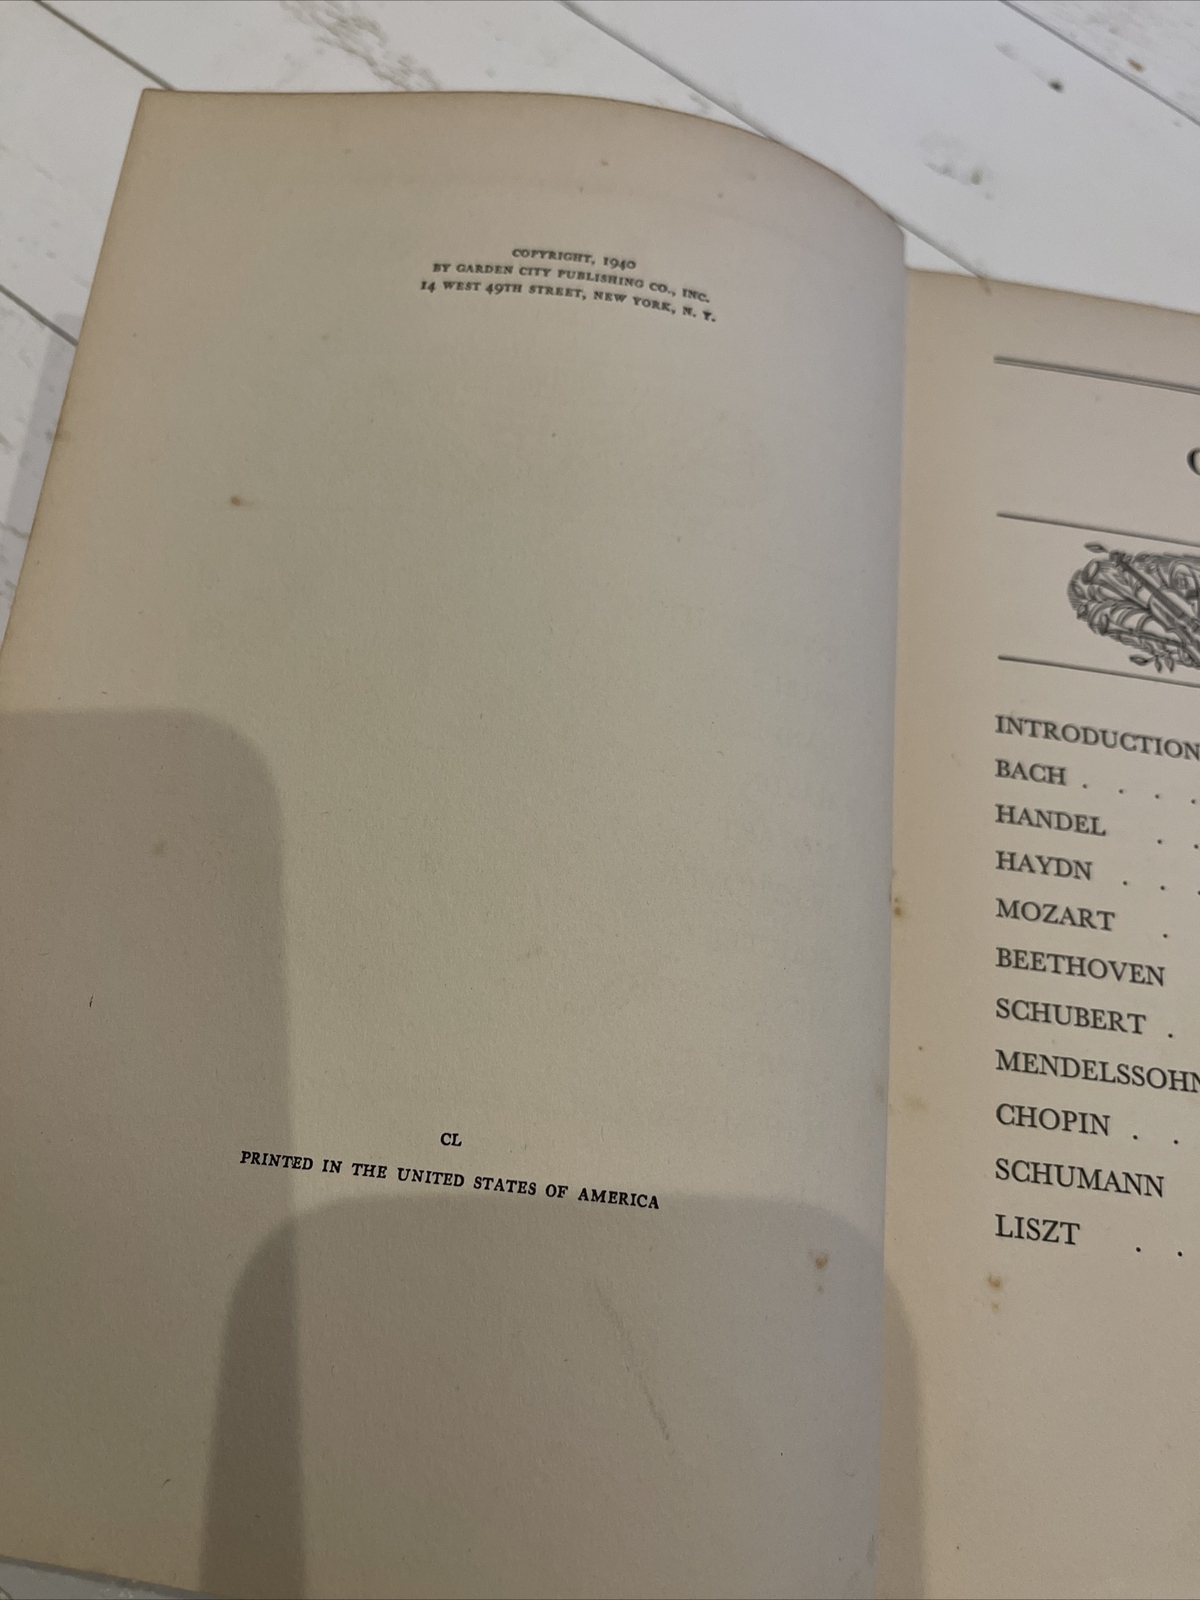 COPYRIGHT, 1940
BY GARDEN CITY PUBLISHING CO., INC.
14 WEST 49TH STREET, NEW YORK, N. Y.
CL
PRINTED IN THE UNITED STATES OF AMERICA
INTRODUCTION
BACH . . . .
HANDEL . .
HAYDN . . .
MOZART .
BEETHOVEN
SCHUBERT .
MENDELSSOHN
CHOPIN . .
SCHUMANN
LISZT . .